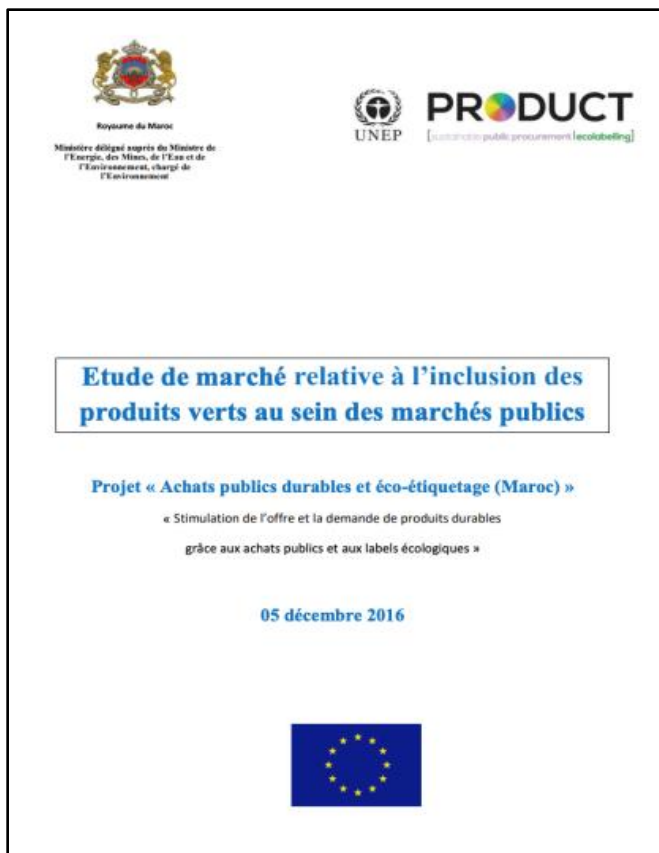 Royaume du Maroc
Ministère délégué auprès du Ministre de
l'Energie, des Mines, de l'Eau et de
l'Environnement, chargé de
l'Environnement
UNEP
PRODUCT
[sustainable public procurement | ecolabelling]
Etude de marché relative à l'inclusion des
produits verts au sein des marchés publics
Projet « Achats publics durables et éco-étiquetage (Maroc) »
« Stimulation de l'offre et la demande de produits durables
grâce aux achats publics et aux labels écologiques »
05 décembre 2016